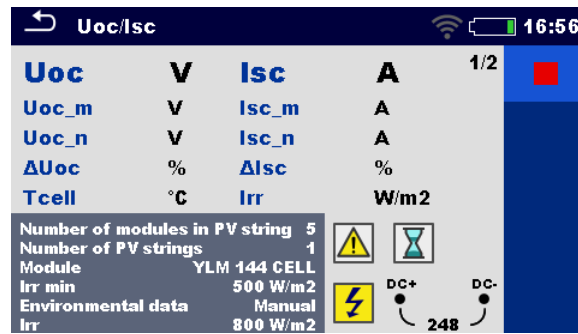 Uoc/Isc 16:56
Uoc V Isc A 1/2
Uoc_m V Isc_m A
Uoc_n V Isc_n A
ΔUoc % ΔIsc %
Tcell °C Irr W/m2
Number of modules in PV string 5
Number of PV strings 1
Module YLM 144 CELL
Irr min 500 W/m2
Environmental data Manual
Irr 800 W/m2
DC+ DC-
248